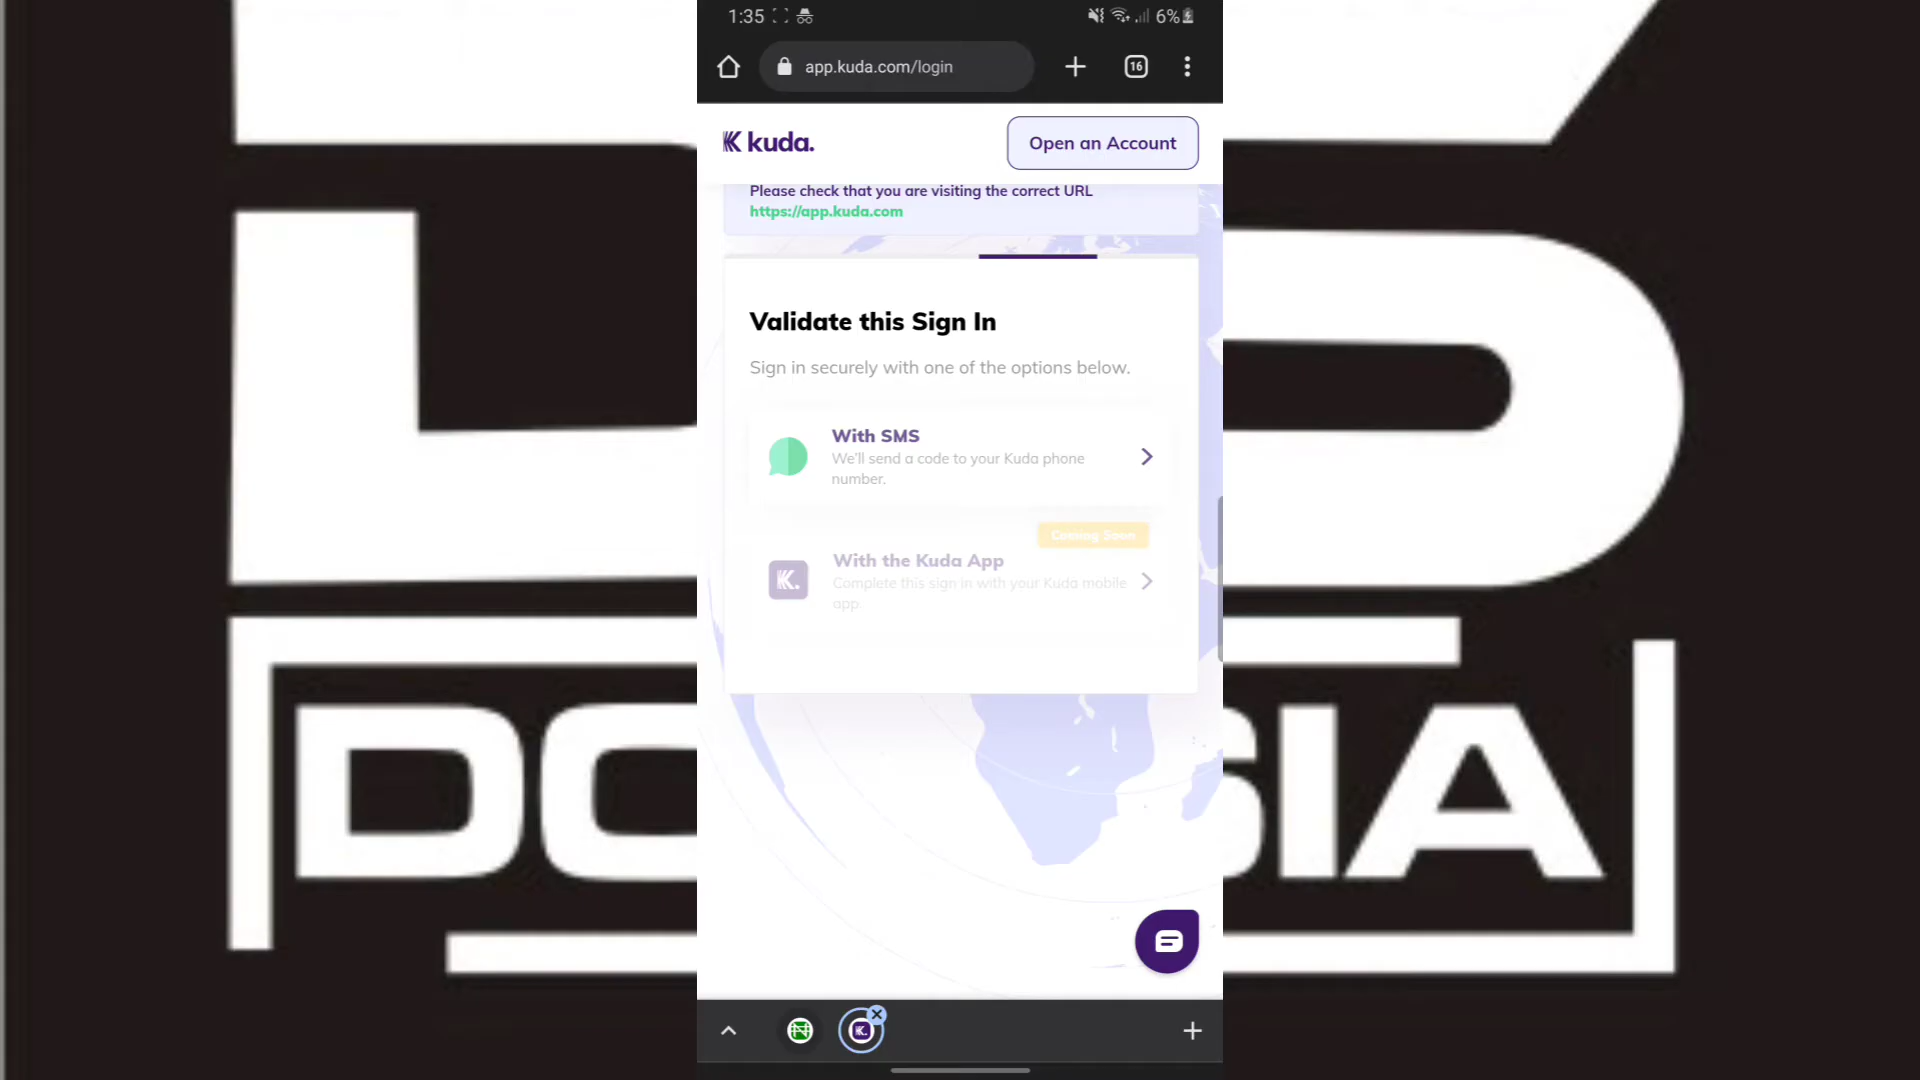 1:35
6%
app.kuda.com/login
16
kuda.
Open an Account
Please check that you are visiting the correct URL
https://app.kuda.com
Validate this Sign In
Sign in securely with one of the options below.
With SMS
We'll send a code to your Kuda phone
number.
Coming Soon
With the Kuda App
Complete this sign in with your Kuda mobile
app.
K.